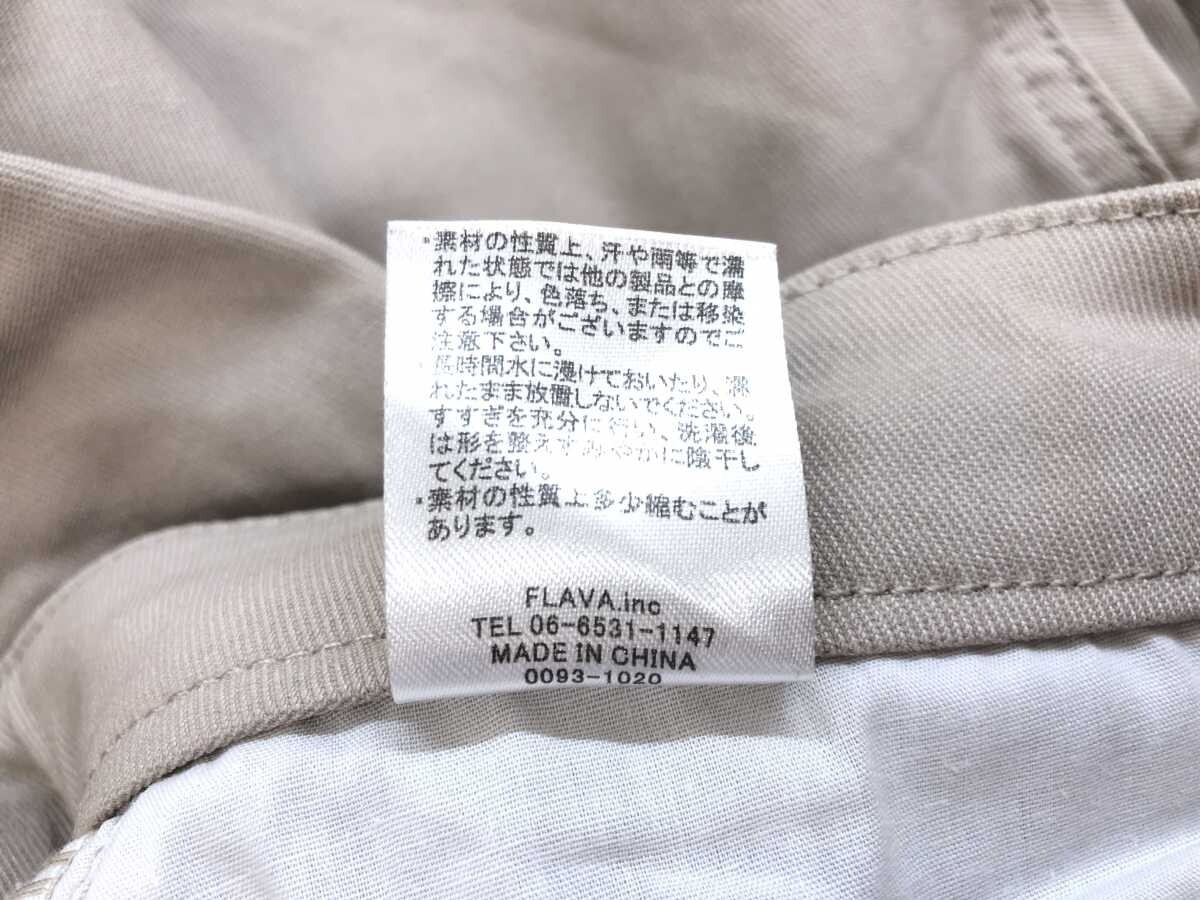 ・素材の性質上、汗や雨等で濡
れた状態では他の製品との摩
擦により、色落ち、または移染
する場合がございますのでご
注意下さい。
・長時間水に浸けておいたり、濡
れたまま放置しないでください。
すすぎを充分に行い、洗濯後
は形を整えすみやかに陰干し
てください。
・素材の性質上多少縮むことが
あります。
FLAVA.inc
TEL 06-6531-1147
MADE IN CHINA
0093-1020